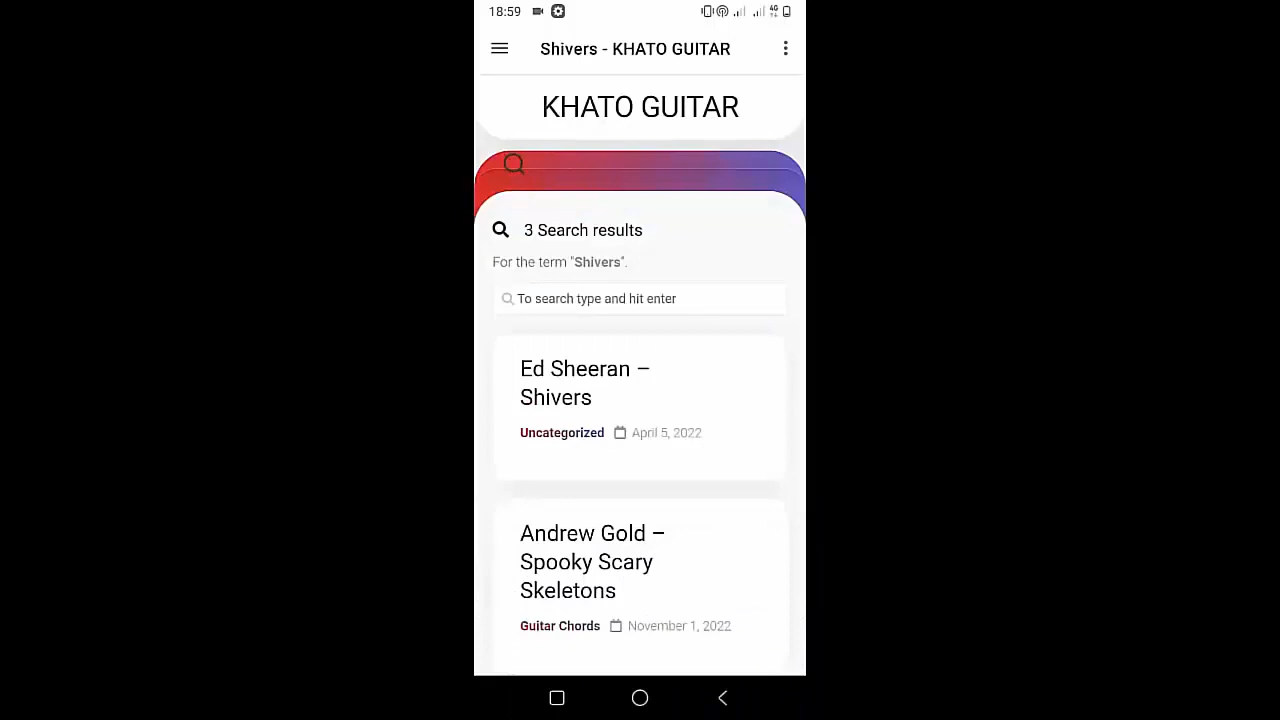 18:59
4G
Shivers - KHATO GUITAR
KHATO GUITAR
3 Search results
For the term "Shivers".
To search type and hit enter
Ed Sheeran –
Shivers
Uncategorized April 5, 2022
Andrew Gold –
Spooky Scary
Skeletons
Guitar Chords November 1, 2022